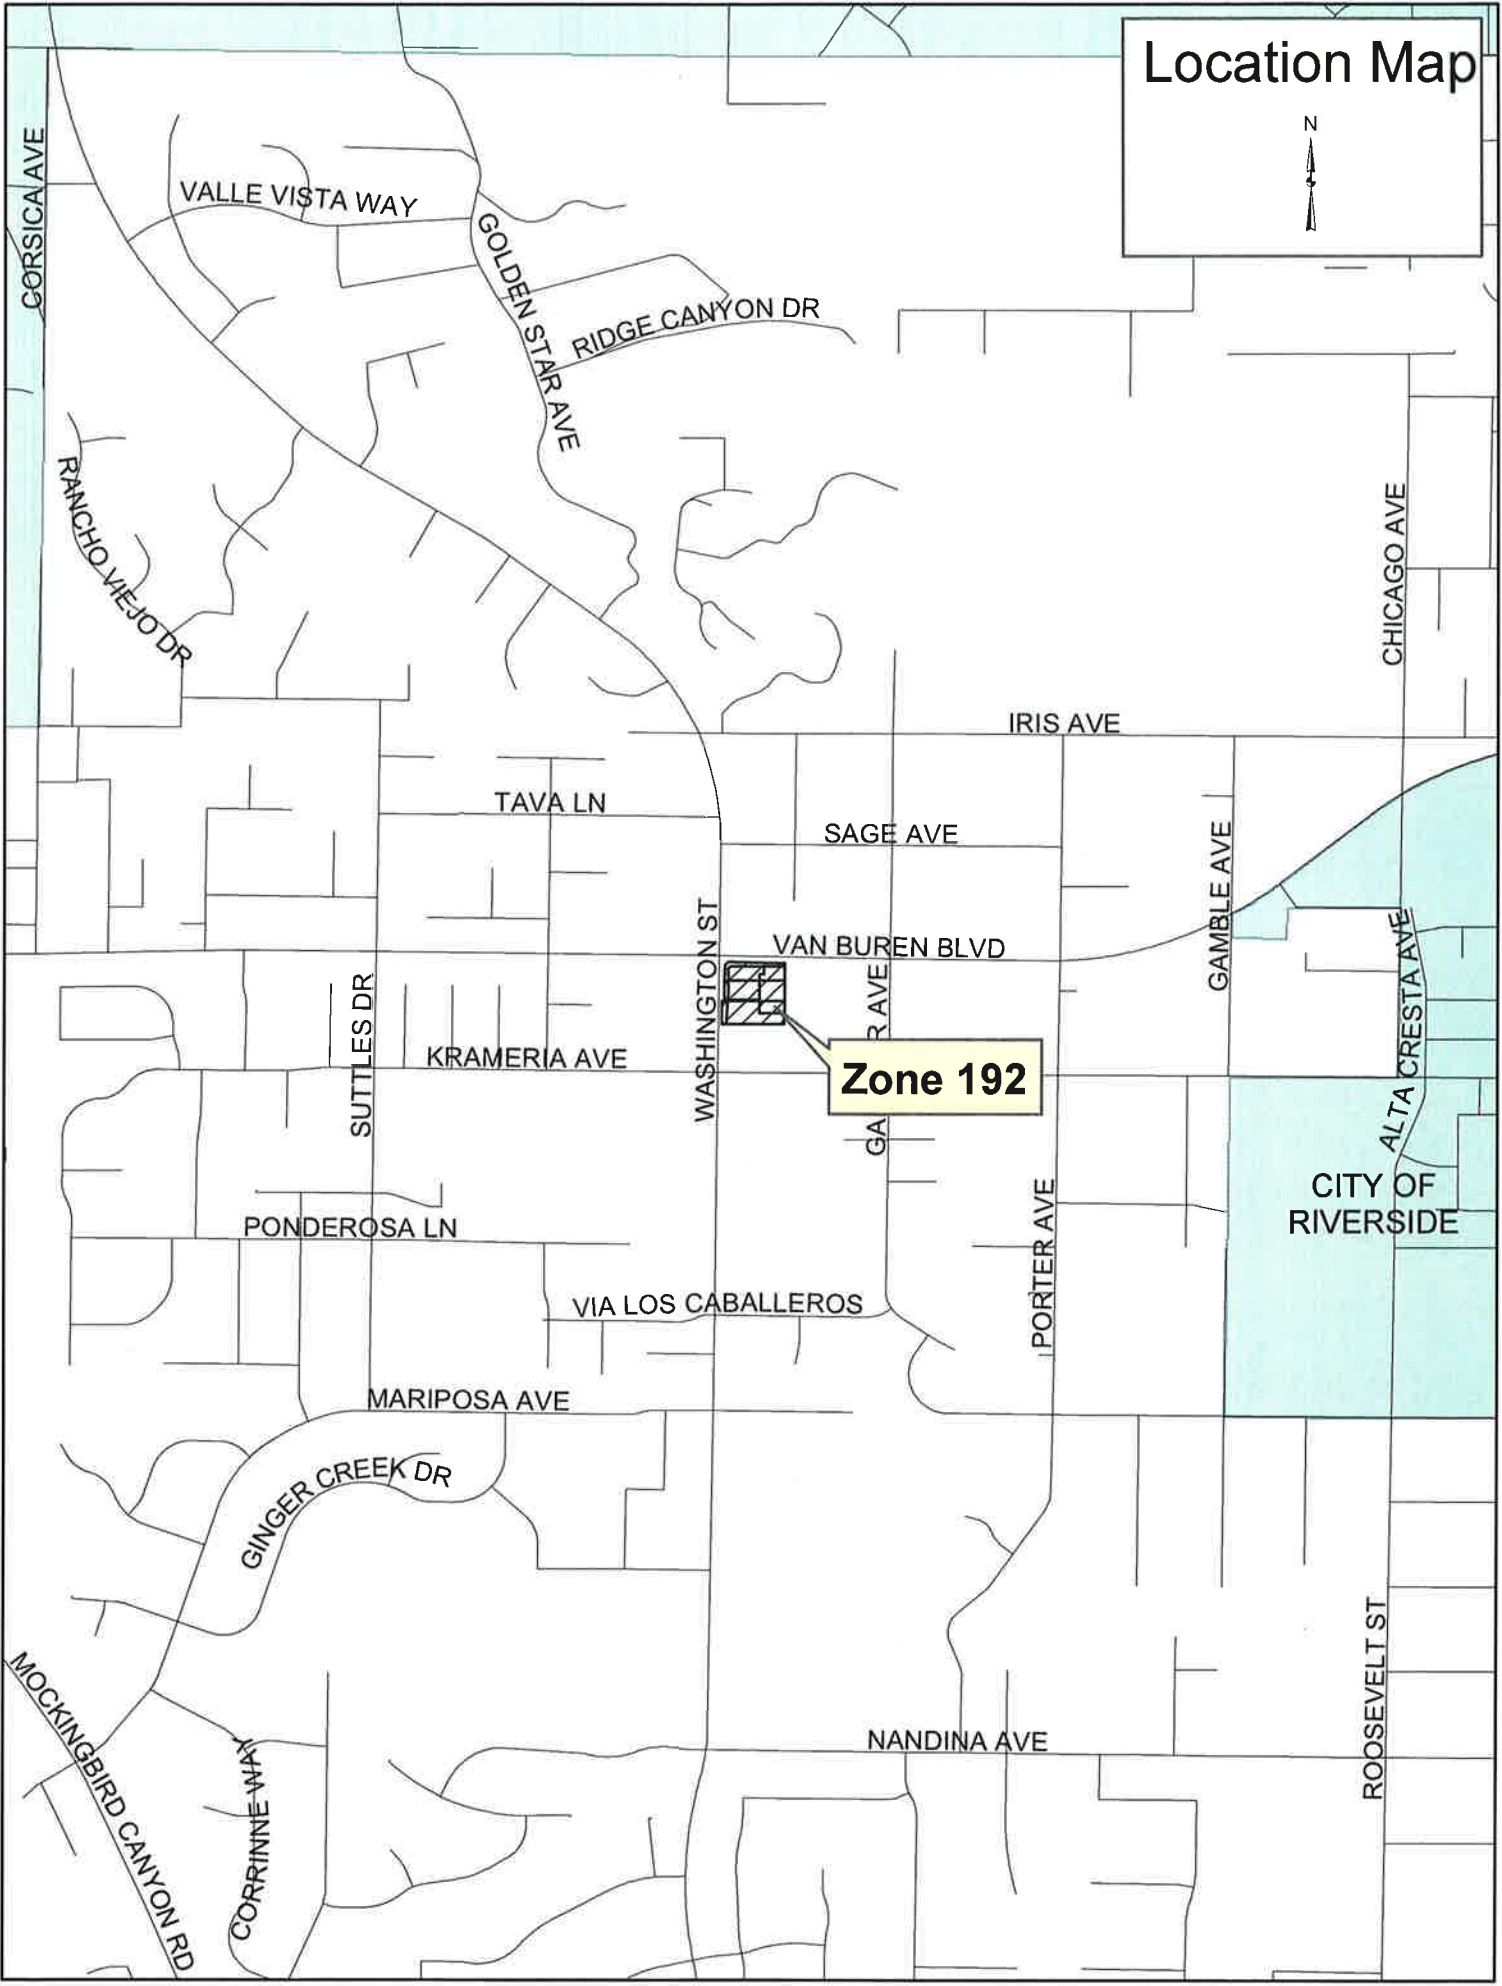 Location Map
N
CORSICA AVE
VALLE VISTA WAY
GOLDEN STAR AVE
RIDGE CANYON DR
RANCHO VIEJO DR
CHICAGO AVE
IRIS AVE
TAVA LN
SAGE AVE
GAMBLE AVE
WASHINGTON ST
VAN BUREN BLVD
ALTA CRESTA AVE
SUTTLES DR
KRAMERIA AVE
GA R AVE
Zone 192
PORTER AVE
CITY OF
RIVERSIDE
PONDEROSA LN
VIA LOS CABALLEROS
MARIPOSA AVE
GINGER CREEK DR
ROOSEVELT ST
MOCKINGBIRD CANYON RD
CORRINNE WAY
NANDINA AVE